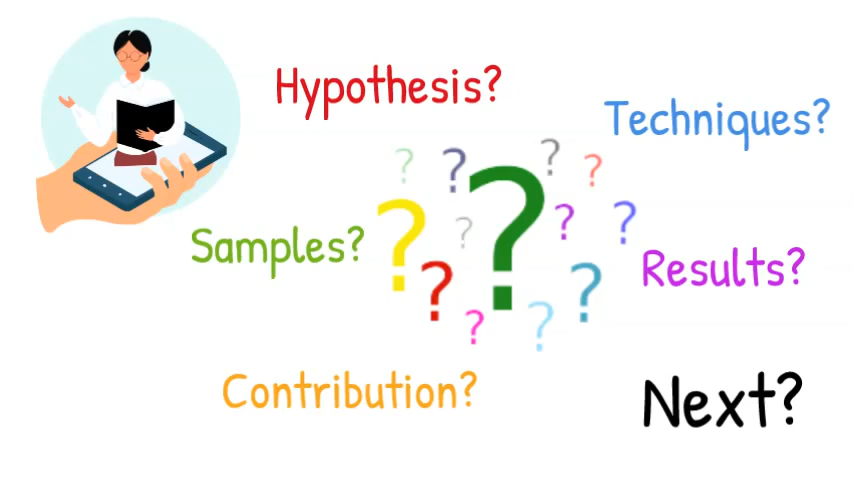 Hypothesis?
Techniques?
Samples?
Results?
Contribution?
Next?